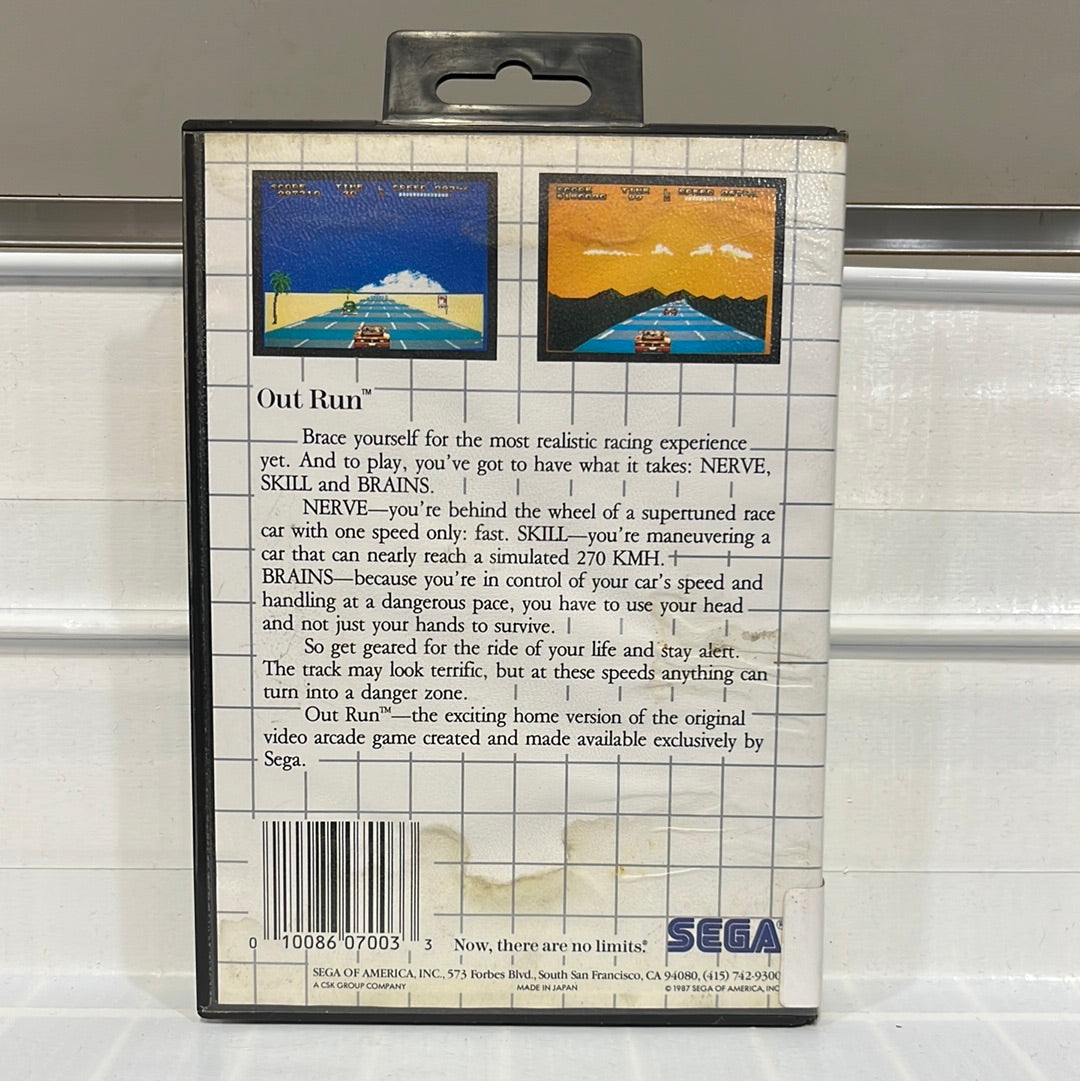 SCORE TIME SPEED
SCORE TIME SPEED
Out Run™
Brace yourself for the most realistic racing experience
yet. And to play, you've got to have what it takes: NERVE,
SKILL and BRAINS.
NERVE—you're behind the wheel of a supertuned race
car with one speed only: fast. SKILL—you're maneuvering a
car that can nearly reach a simulated 270 KMH.
BRAINS—because you're in control of your car's speed and
handling at a dangerous pace, you have to use your head
and not just your hands to survive.
So get geared for the ride of your life and stay alert.
The track may look terrific, but at these speeds anything can
turn into a danger zone.
Out Run™—the exciting home version of the original
video arcade game created and made available exclusively by
Sega.
0 10086 07003 3
Now, there are no limits.®
SEGA®
SEGA OF AMERICA, INC., 573 Forbes Blvd., South San Francisco, CA 94080, (415) 742-9300
A CSK GROUP COMPANY MADE IN JAPAN © 1987 SEGA OF AMERICA, INC